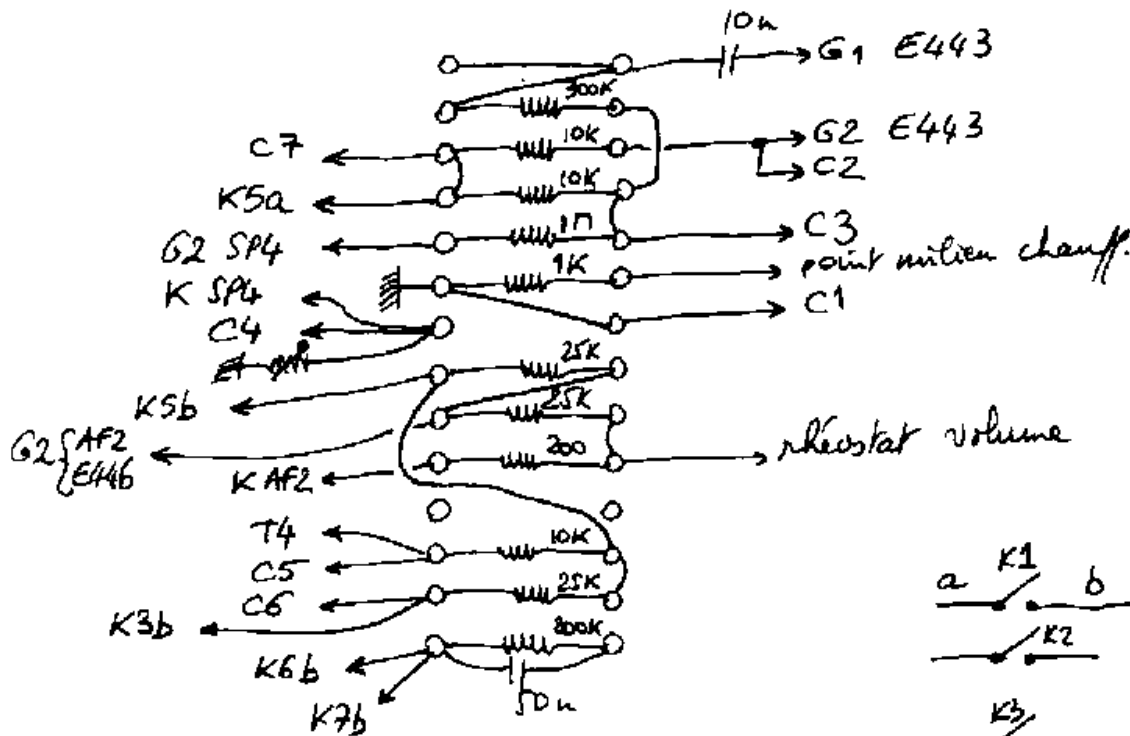 10n
G1 E443
300K
C7
10K
G2 E443
C2
K5a
10K
G2 SP4
1M
C3
1K
point milieu chauff.
K SP4
C1
C4
25K
K5b
25K
G2 { AF2
E446
200
rhéostat volume
K AF2
T4
10K
C5
25K
C6
K3b
K6b
K7b
50n
a K1 b
K2
K3